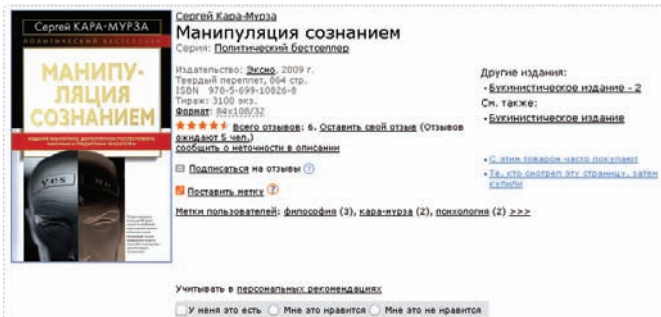 Сергей КАРА-МУРЗА
ПОЛИТИЧЕСКИЙ БЕСТСЕЛЛЕР
МАНИПУ-
ЛЯЦИЯ
СОЗНАНИЕМ
Yes
No
Сергей Кара-Мурза
Манипуляция сознанием
Серия: Политический бестселлер
Издательство: Эксмо, 2009 г.
Твердый переплет, 864 стр.
ISBN 978-5-699-10826-8
Тираж: 3100 экз.
Формат: 84x108/32
Всего отзывов: 6. Оставить свой отзыв (Отзывов
ожидают 5 чел.)
сообщить о неточности в описании
Подписаться на отзывы ?
Поставить метку ?
Метки пользователей: философия (3), кара-мурза (2), психология (2) >>>
Учитывать в персональных рекомендациях
У меня это есть Мне это нравится Мне это не нравится
Другие издания:
- Букинистическое издание - 2
См. также:
- Букинистическое издание
- С этим товаром часто покупают
- Те, кто смотрел эту страницу, затем
купили